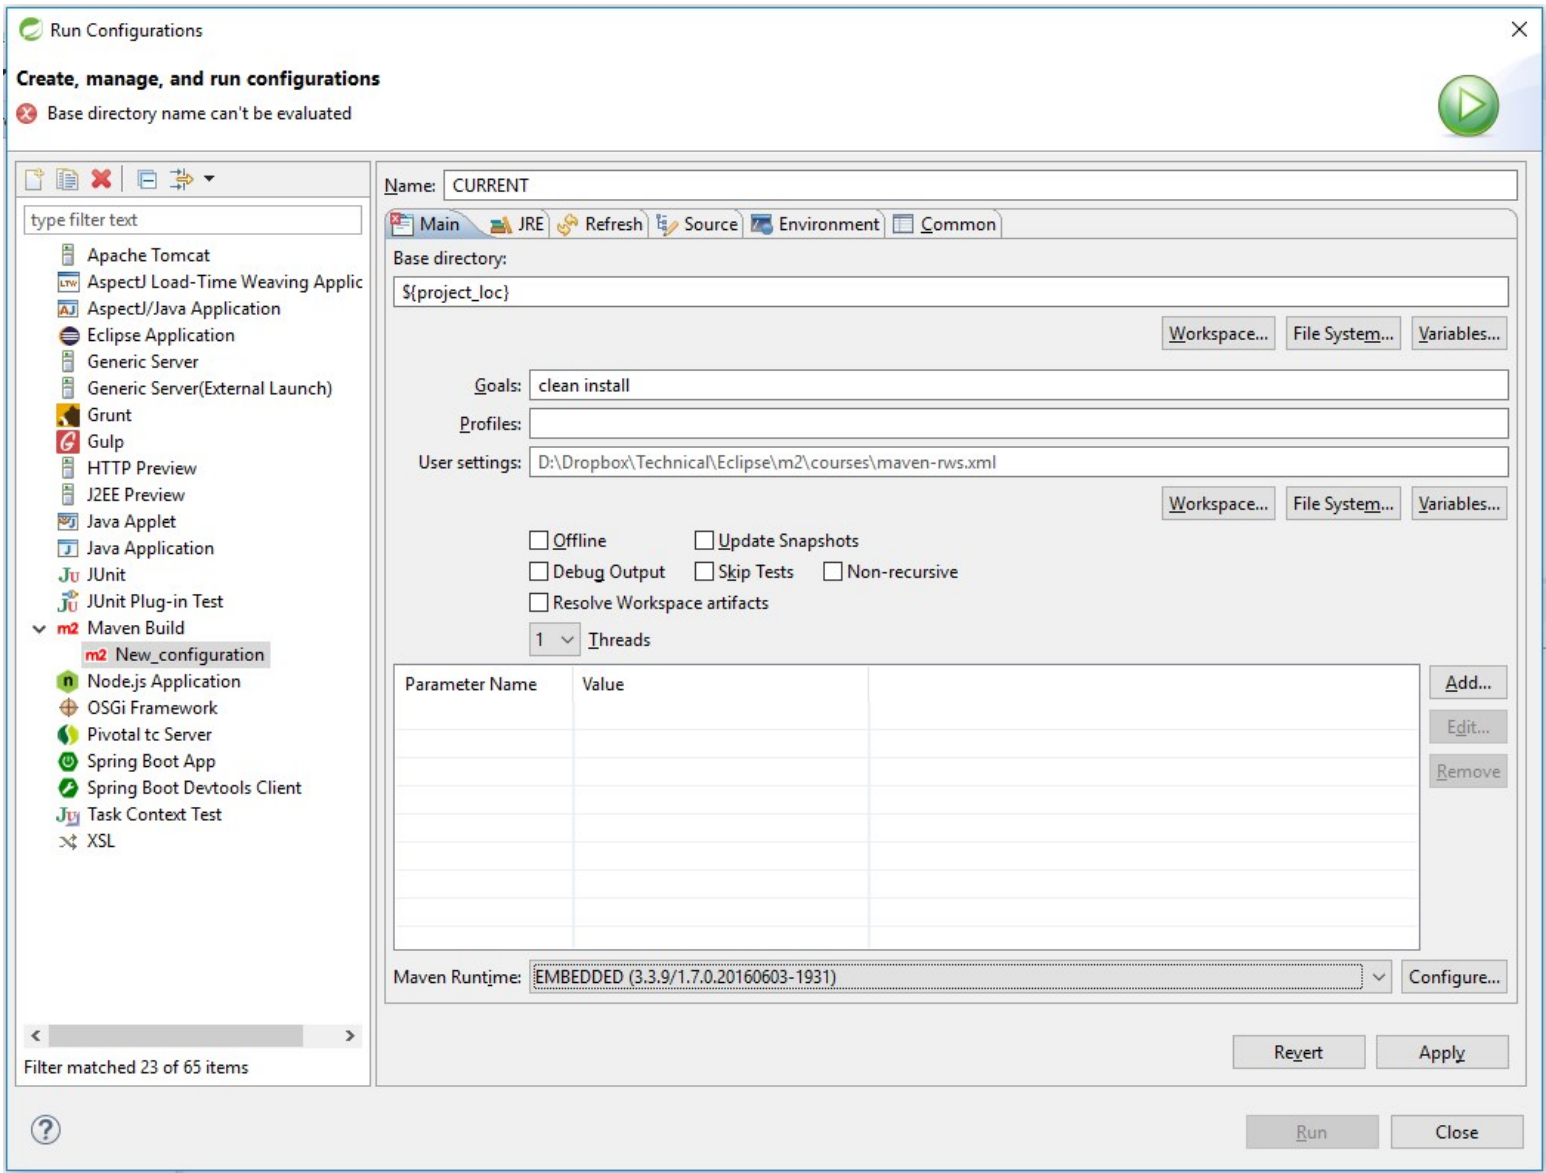 Run Configurations
Create, manage, and run configurations
Base directory name can't be evaluated
type filter text
Apache Tomcat
AspectJ Load-Time Weaving Applic
AspectJ/Java Application
Eclipse Application
Generic Server
Generic Server(External Launch)
Grunt
Gulp
HTTP Preview
J2EE Preview
Java Applet
Java Application
JUnit
JUnit Plug-in Test
m2 Maven Build
m2 New_configuration
Node.js Application
OSGi Framework
Pivotal tc Server
Spring Boot App
Spring Boot Devtools Client
Task Context Test
XSL
Filter matched 23 of 65 items
Name: CURRENT
Main JRE Refresh Source Environment Common
Base directory:
${project_loc}
Workspace... File System... Variables...
Goals: clean install
Profiles:
User settings: D:\Dropbox\Technical\Eclipse\m2\courses\maven-rws.xml
Workspace... File System... Variables...
Offline Update Snapshots
Debug Output Skip Tests Non-recursive
Resolve Workspace artifacts
1 Threads
Parameter Name Value
Add...
Edit...
Remove
Maven Runtime: EMBEDDED (3.3.9/1.7.0.20160603-1931) Configure...
Revert Apply
Run Close